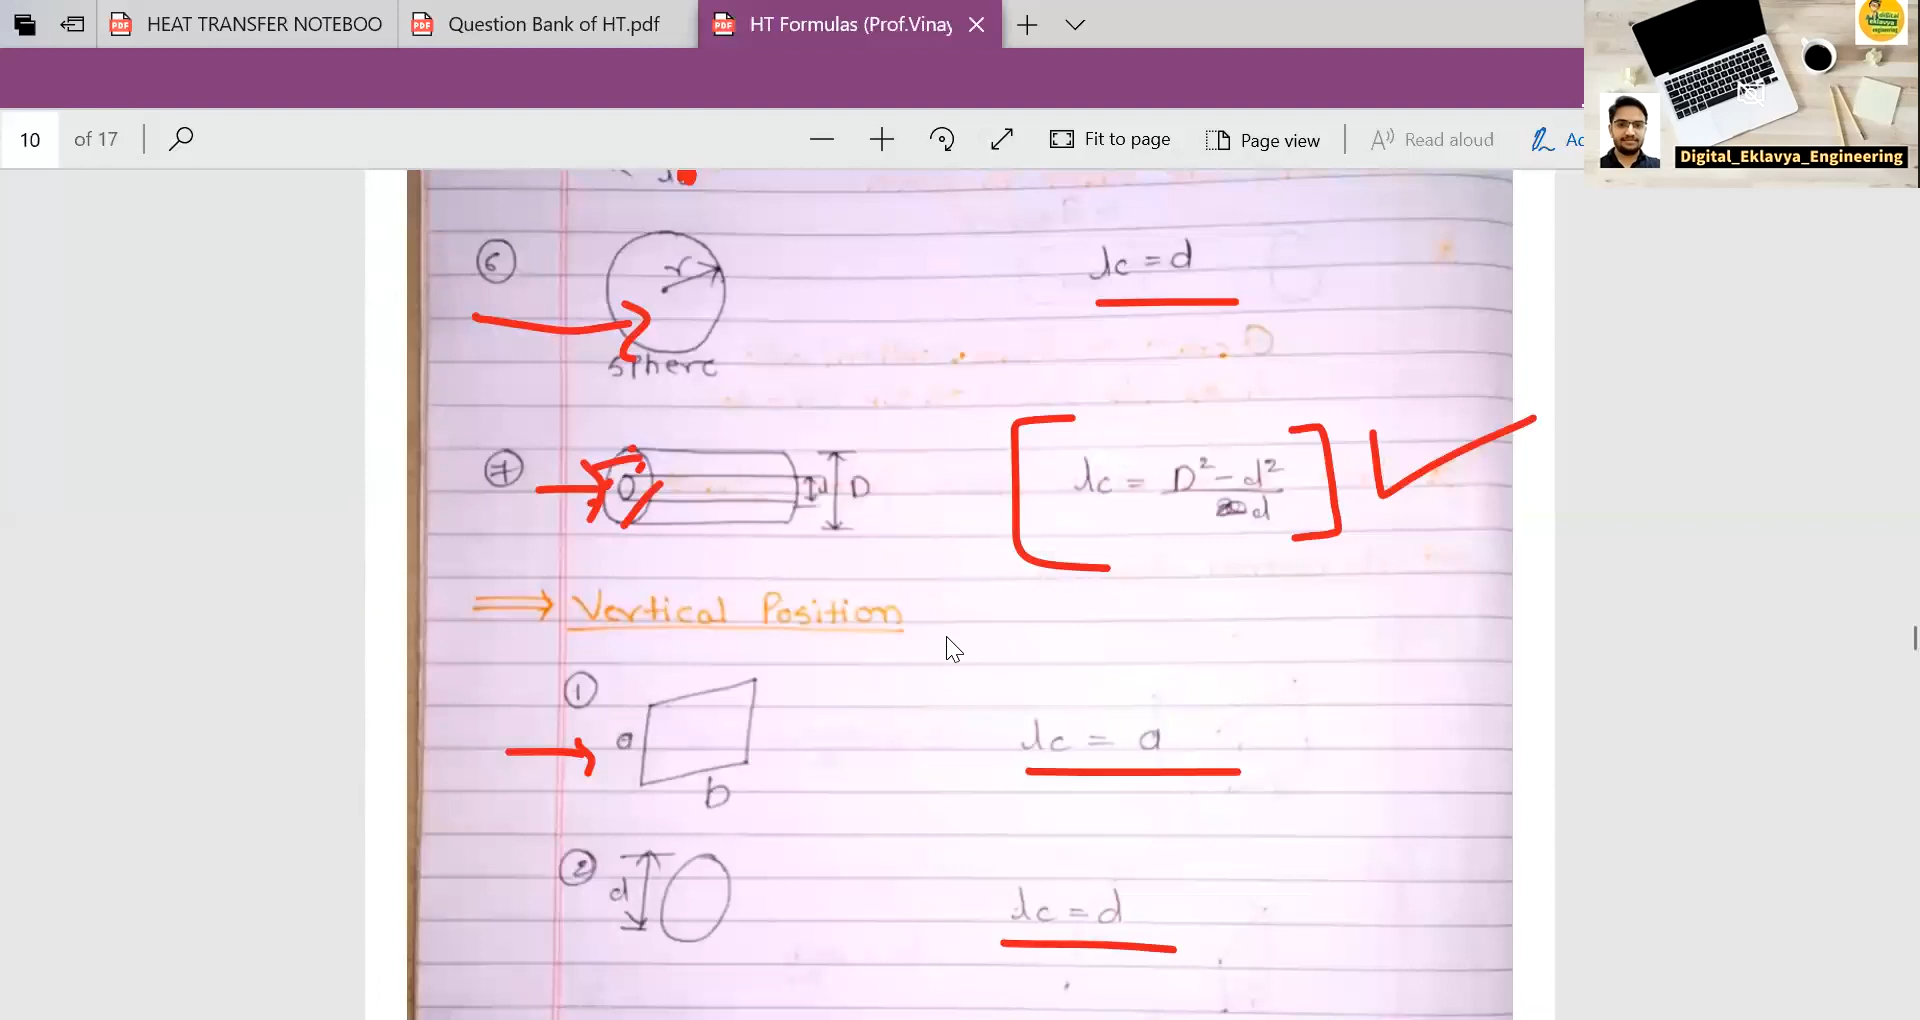 HEAT TRANSFER NOTEBOO
Question Bank of HT.pdf
HT Formulas (Prof.Vinay
10 of 17
Fit to page
Page view
Read aloud
Digital_Eklavya_Engineering
6 r lc = d
Sphere
7 d D lc = D² - d² / d
⇒ Vertical Position
1 a b lc = a
2 d lc = d